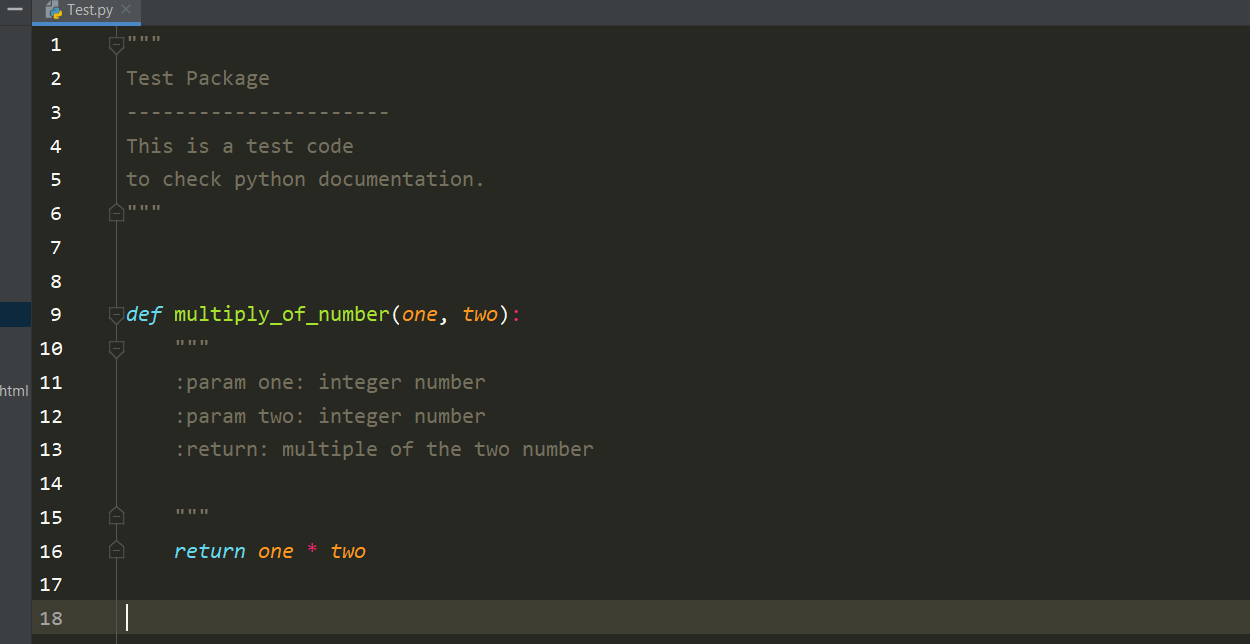 Test.py
1 """
2 Test Package
3 ----------------------
4 This is a test code
5 to check python documentation.
6 """
7
8
9 def multiply_of_number(one, two):
10 """
html 11 :param one: integer number
12 :param two: integer number
13 :return: multiple of the two number
14
15 """
16 return one * two
17
18